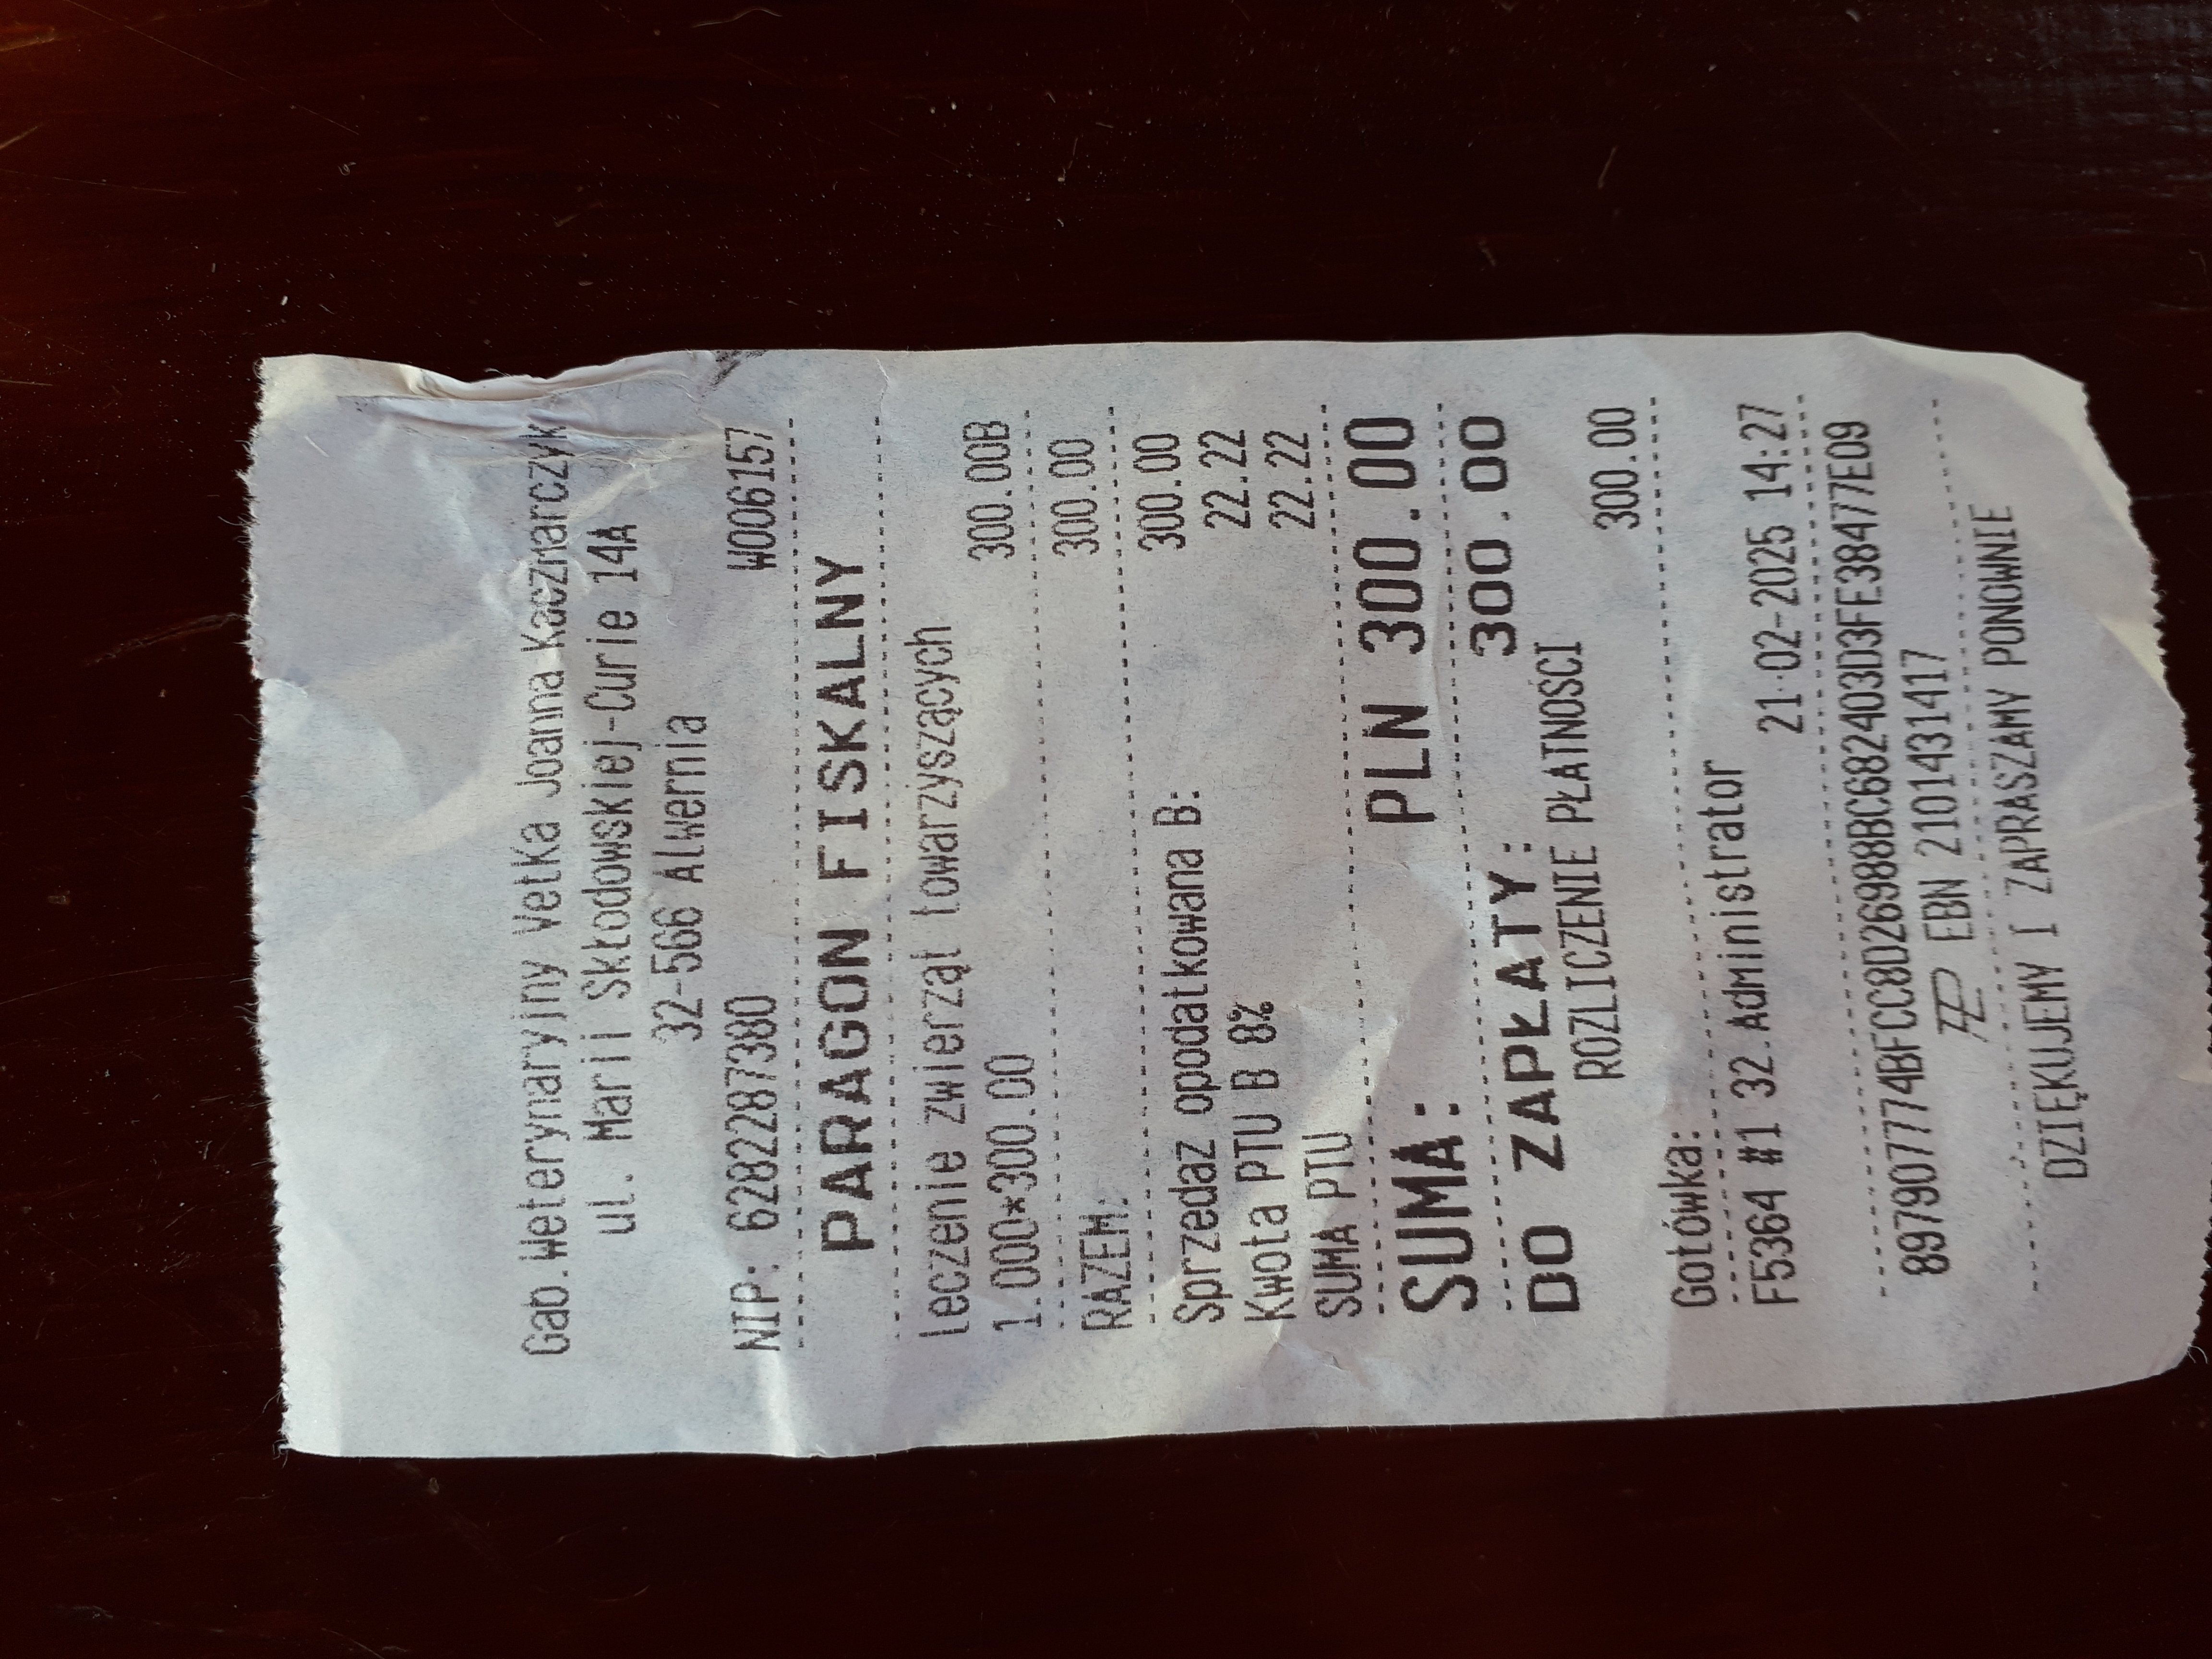 Gab.Weterynaryjny Vetka Joanna Kaczmarczyk
ul. Marii Skłodowskiej-Curie 14A
32-566 Alwernia
NIP: 6282287380 W006157
PARAGON FISKALNY
leczenie zwierząt towarzyszących
1.000*300.00 300.00B
RAZEM: 300.00
Sprzedaz opodatkowana B: 300.00
Kwota PTU B 8% 22.22
SUMA PTU 22.22
SUMA: PLN 300.00
DO ZAPŁATY: 300.00
ROZLICZENIE PŁATNOŚCI
Gotówka: 300.00
F5364 #1 32.Administrator 21-02-2025 14:27
897907774BFCC8D2698BBC682403D3FE38477E09
EBN 2101431417
DZIĘKUJEMY I ZAPRASZAMY PONOWNIE